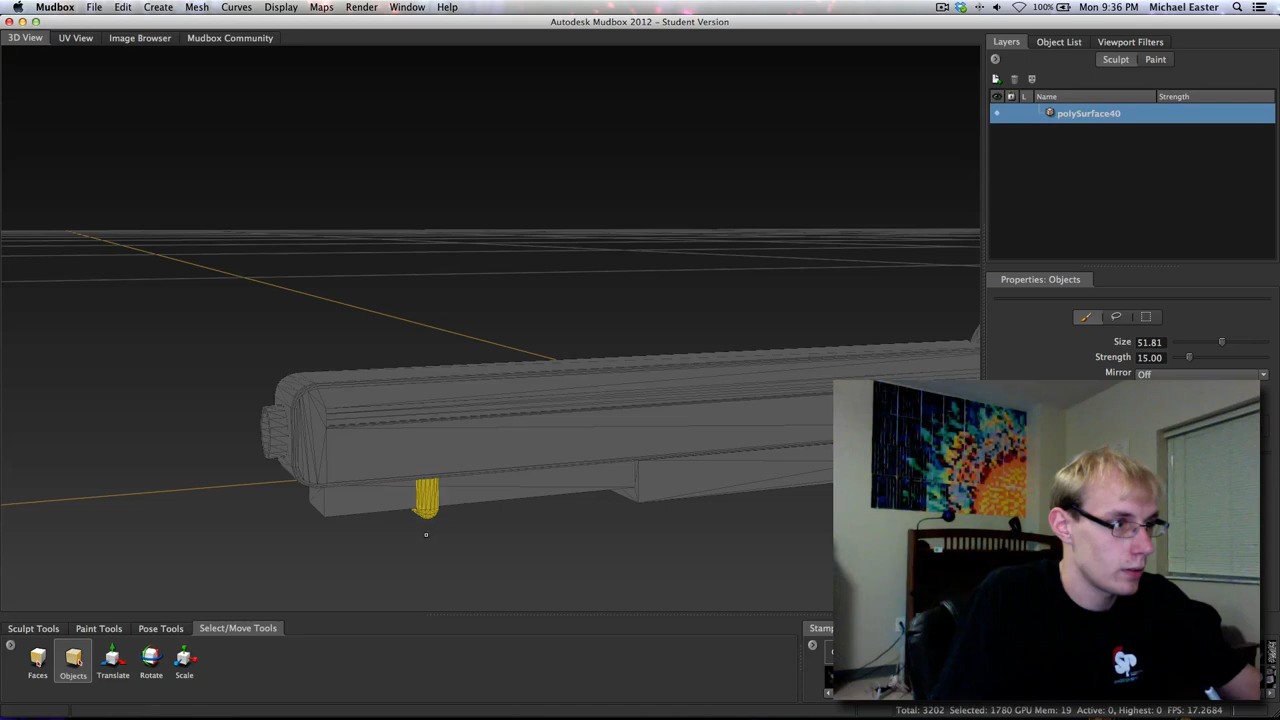 Mudbox File Edit Create Mesh Curves Display Maps Render Window Help 100% Mon 9:36 PM Michael Easter
Autodesk Mudbox 2012 - Student Version
3D View UV View Image Browser Mudbox Community
Layers Object List Viewport Filters
Sculpt Paint
L Name Strength
polySurface40
Properties: Objects
Size 51.81
Strength 15.00
Mirror Off
Sculpt Tools Paint Tools Pose Tools Select/Move Tools
Stamp
Faces Objects Translate Rotate Scale
SP
Total: 3202 Selected: 1780 GPU Mem: 19 Active: 0, Highest: 0 FPS: 17.2684